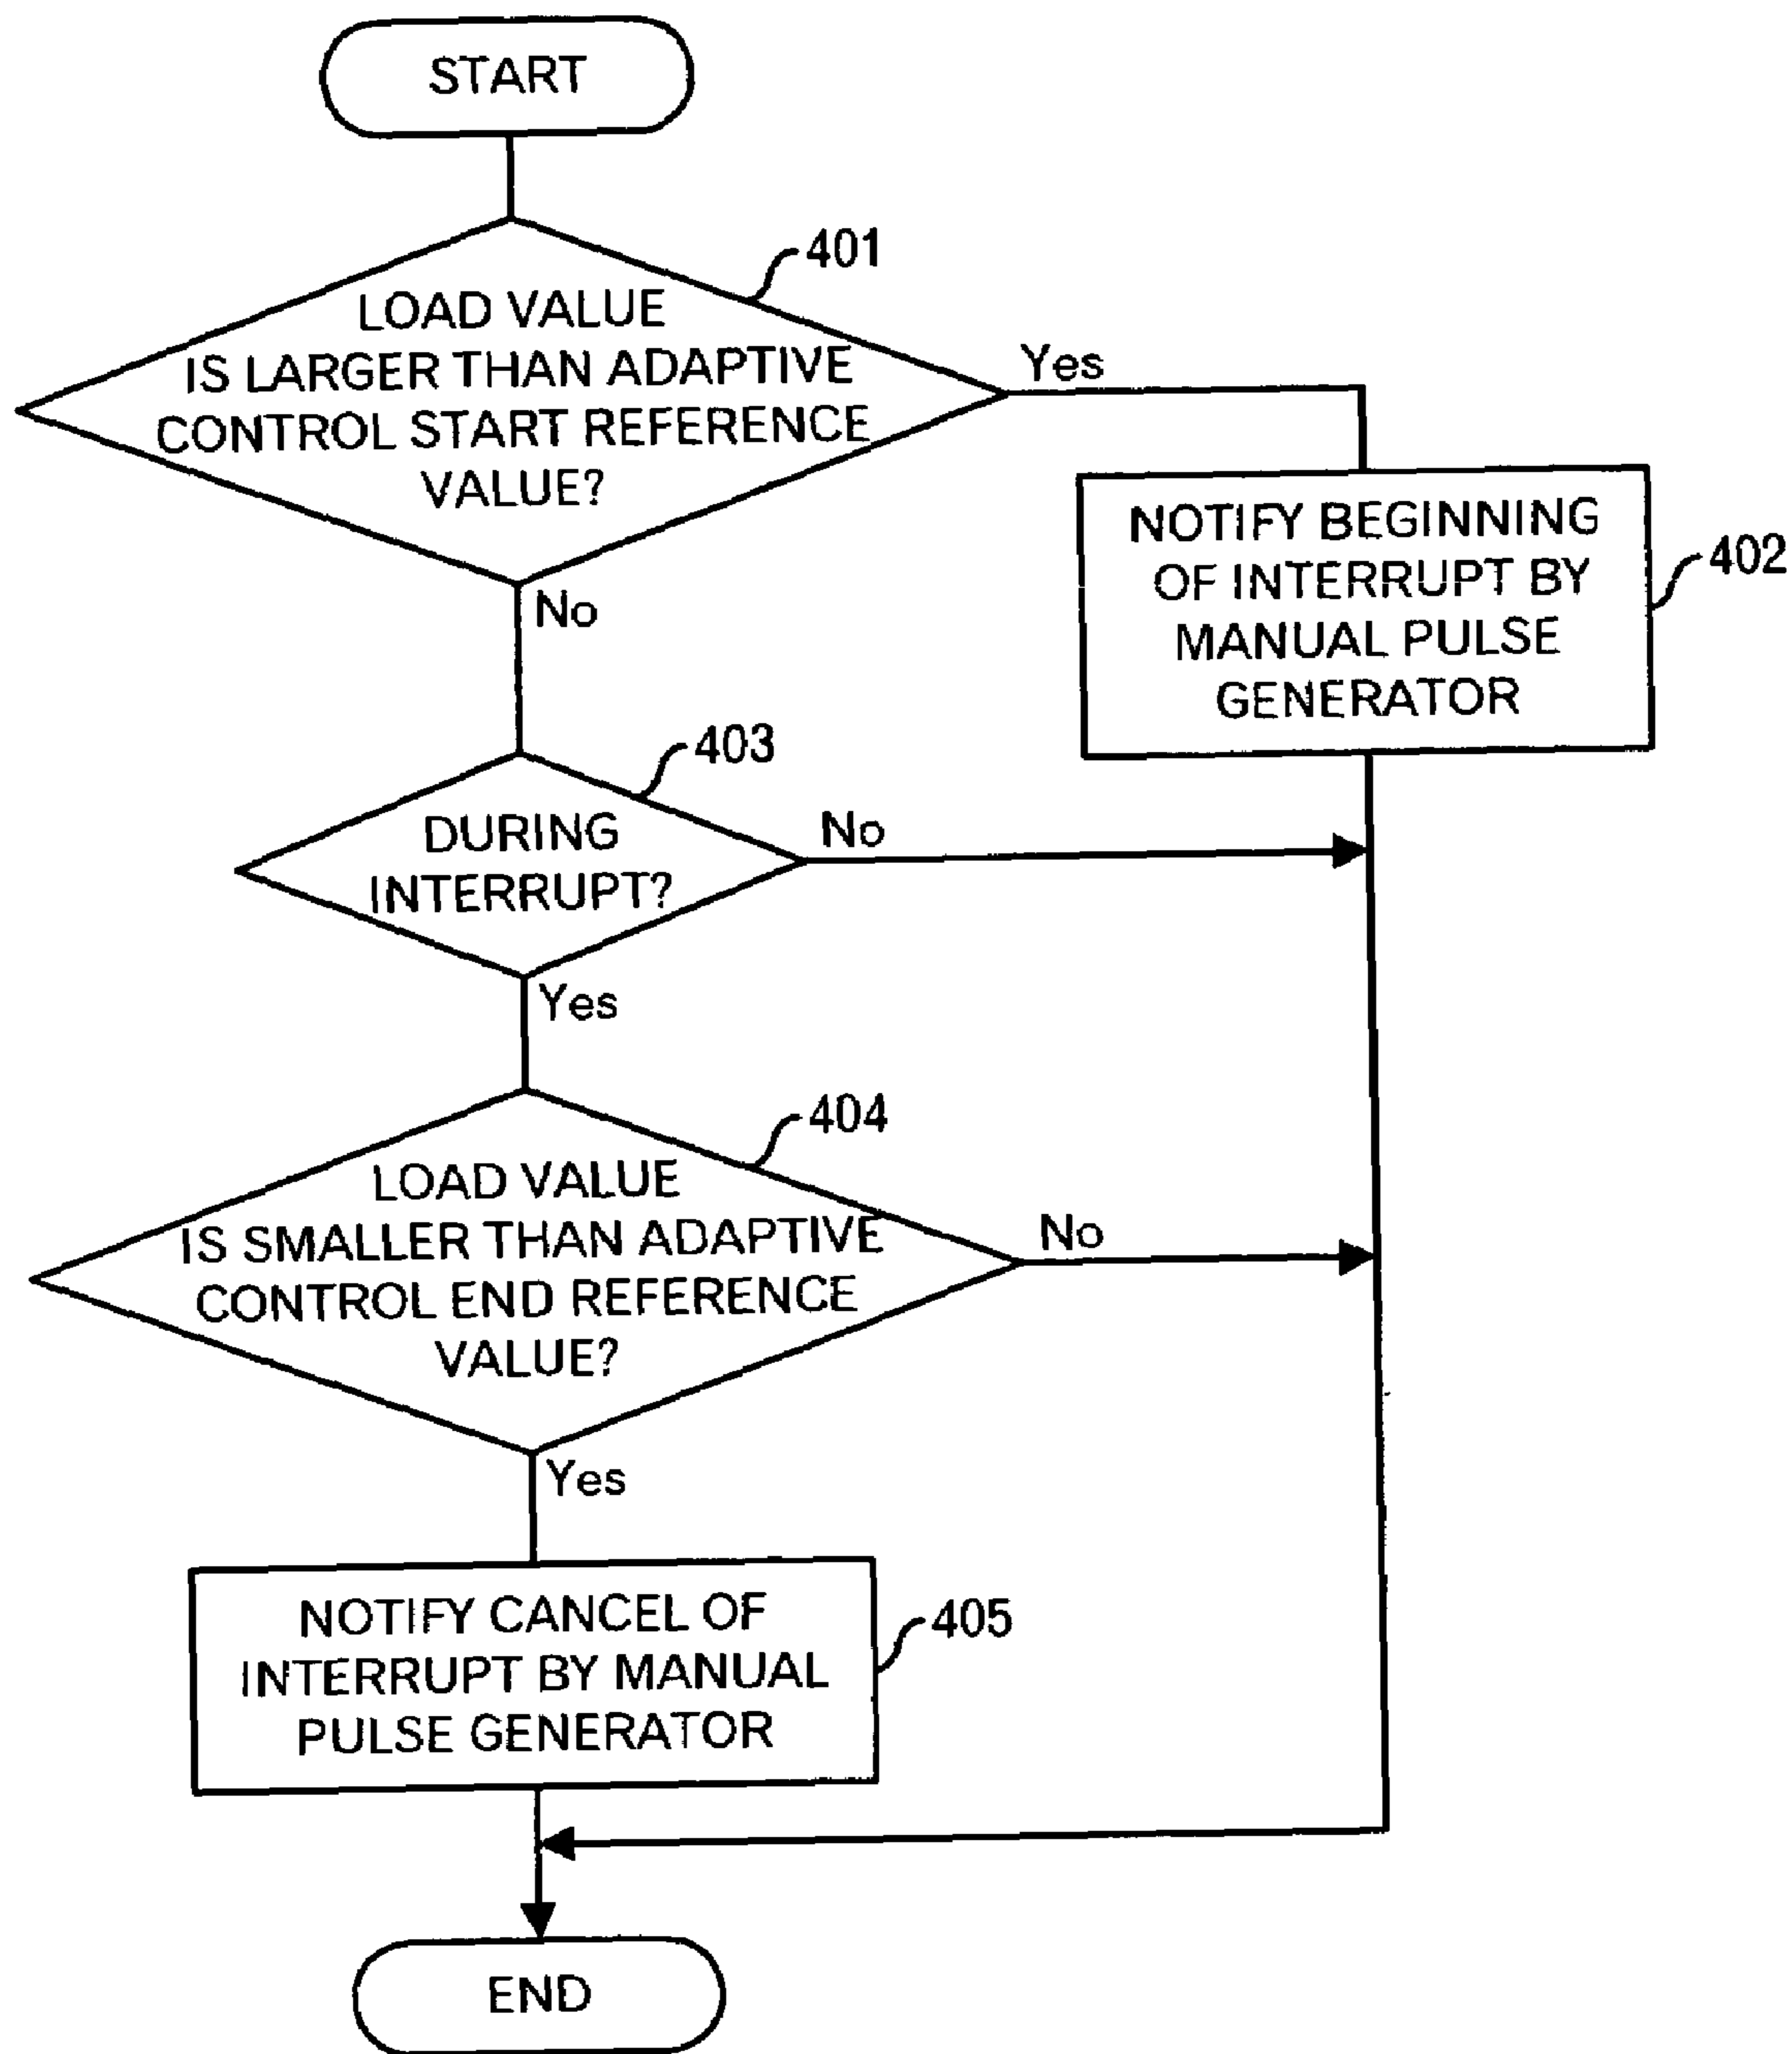 START
401
LOAD VALUE
IS LARGER THAN ADAPTIVE
CONTROL START REFERENCE
VALUE?
Yes
No
NOTIFY BEGINNING
OF INTERRUPT BY
MANUAL PULSE
GENERATOR
402
403
DURING
INTERRUPT?
No
Yes
404
LOAD VALUE
IS SMALLER THAN ADAPTIVE
CONTROL END REFERENCE
VALUE?
No
Yes
NOTIFY CANCEL OF
INTERRUPT BY MANUAL
PULSE GENERATOR
405
END